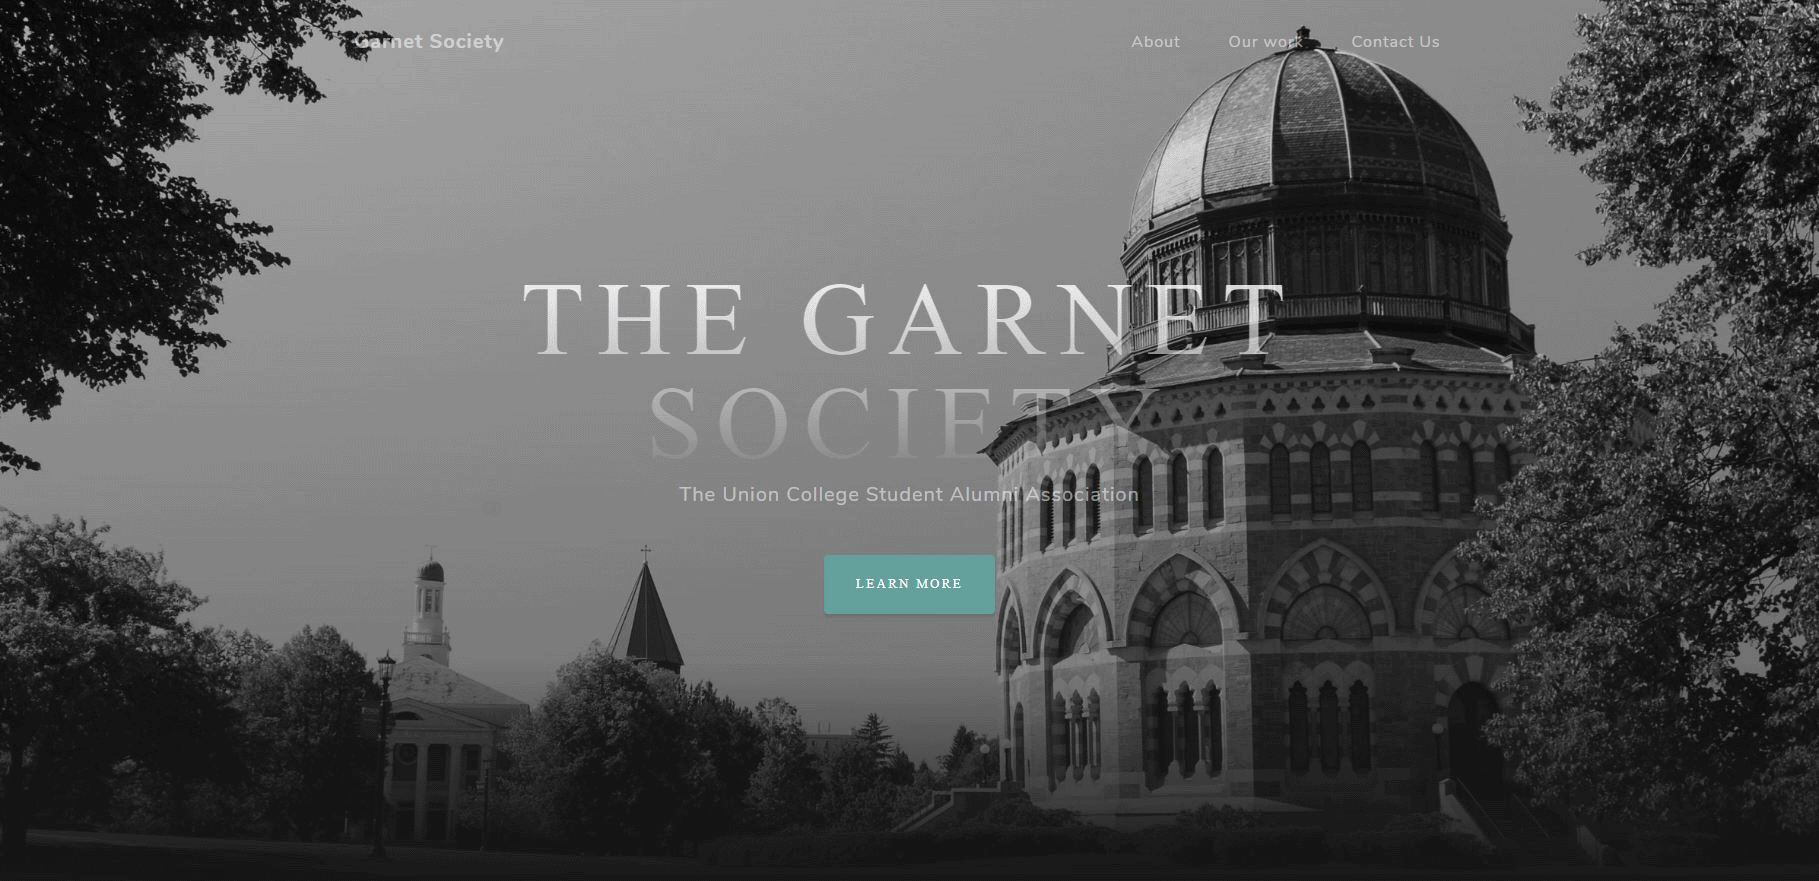 Garnet Society
About
Our work
Contact Us
THE GARNET
SOCIETY
The Union College Student Alumni Association
LEARN MORE